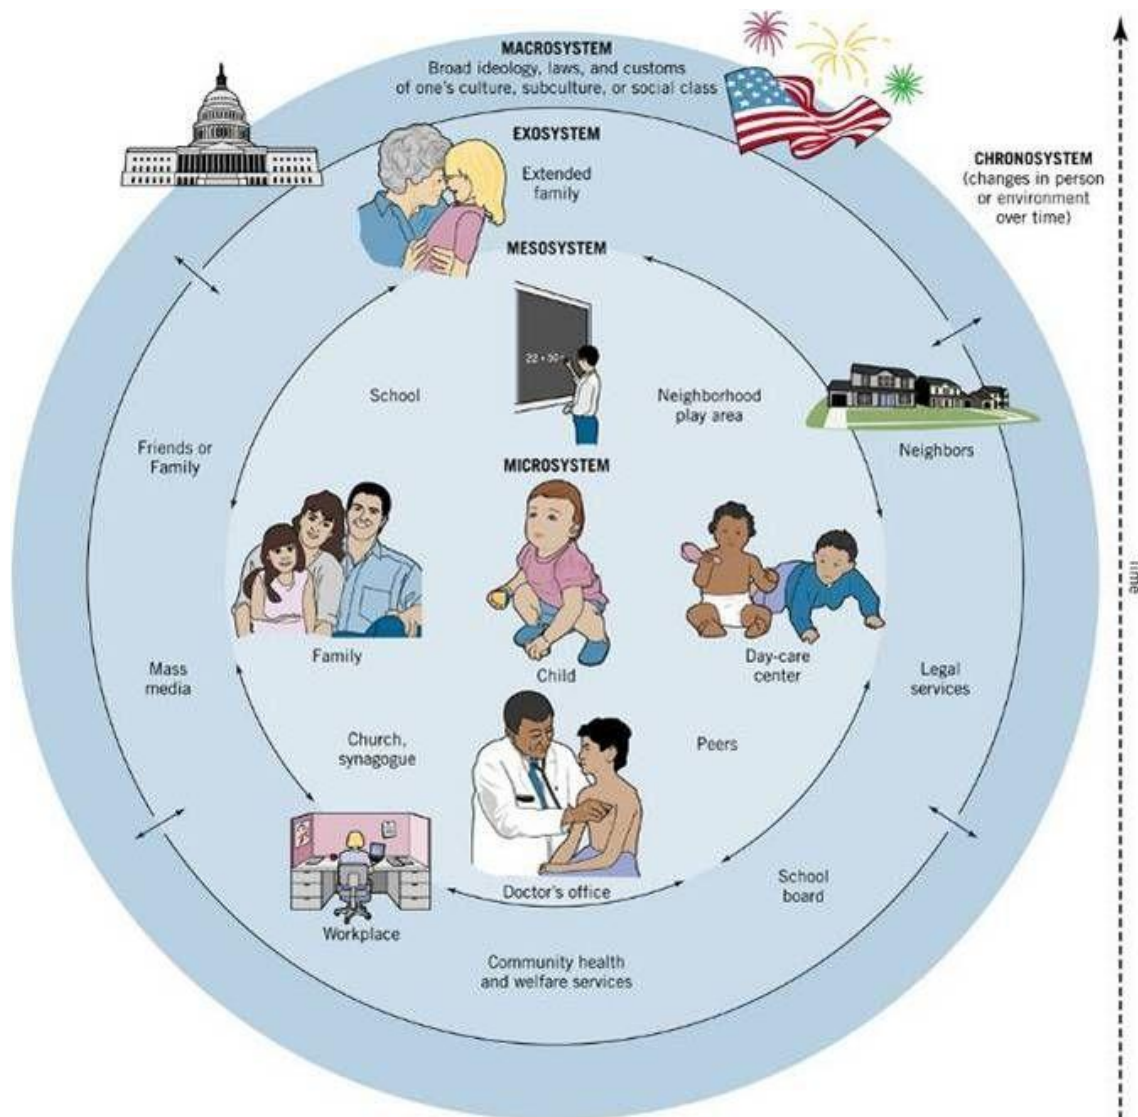 MACROSYSTEM
Broad ideology, laws, and customs
of one's culture, subculture, or social class
EXOSYSTEM
Extended
family
CHRONOSYSTEM
(changes in person
or environment
over time)
MESOSYSTEM
22 + 30 =
School
Neighborhood
play area
Friends or
Family
Neighbors
MICROSYSTEM
Time
Family
Child
Day-care
center
Mass
media
Legal
services
Church,
synagogue
Peers
Doctor's office
School
board
Workplace
Community health
and welfare services